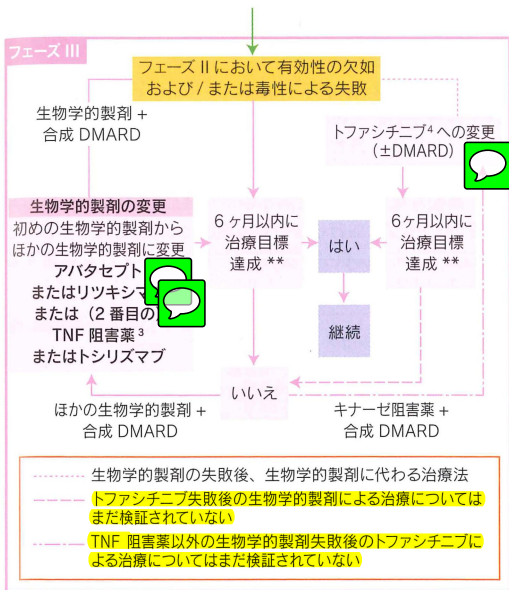 フェーズ III
フェーズ II において有効性の欠如
および / または毒性による失敗
生物学的製剤 +
合成 DMARD
トファシチニブ⁴ への変更
（±DMARD）
生物学的製剤の変更
初めの生物学的製剤から
ほかの生物学的製剤に変更
アバタセプト
またはリツキシマ
または（2 番目の
TNF 阻害薬³
またはトシリズマブ
6 ヶ月以内に
治療目標
達成 **
はい
6 ヶ月以内に
治療目標
達成 **
継続
いいえ
ほかの生物学的製剤 +
合成 DMARD
キナーゼ阻害薬 +
合成 DMARD
生物学的製剤の失敗後、生物学的製剤に代わる治療法
トファシチニブ失敗後の生物学的製剤による治療については
まだ検証されていない
TNF 阻害薬以外の生物学的製剤失敗後のトファシチニブに
よる治療についてはまだ検証されていない